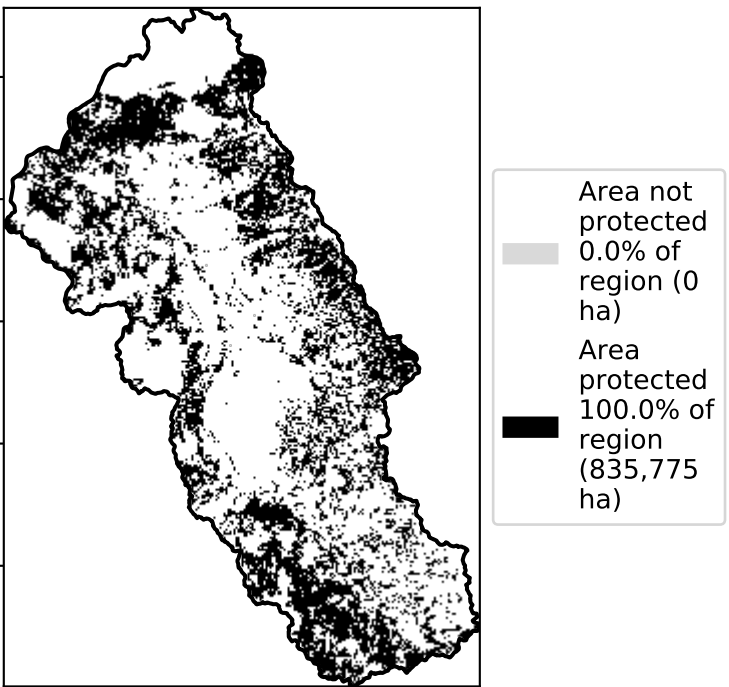 Area not
protected
0.0% of
region (0
ha)
Area
protected
100.0% of
region
(835,775
ha)